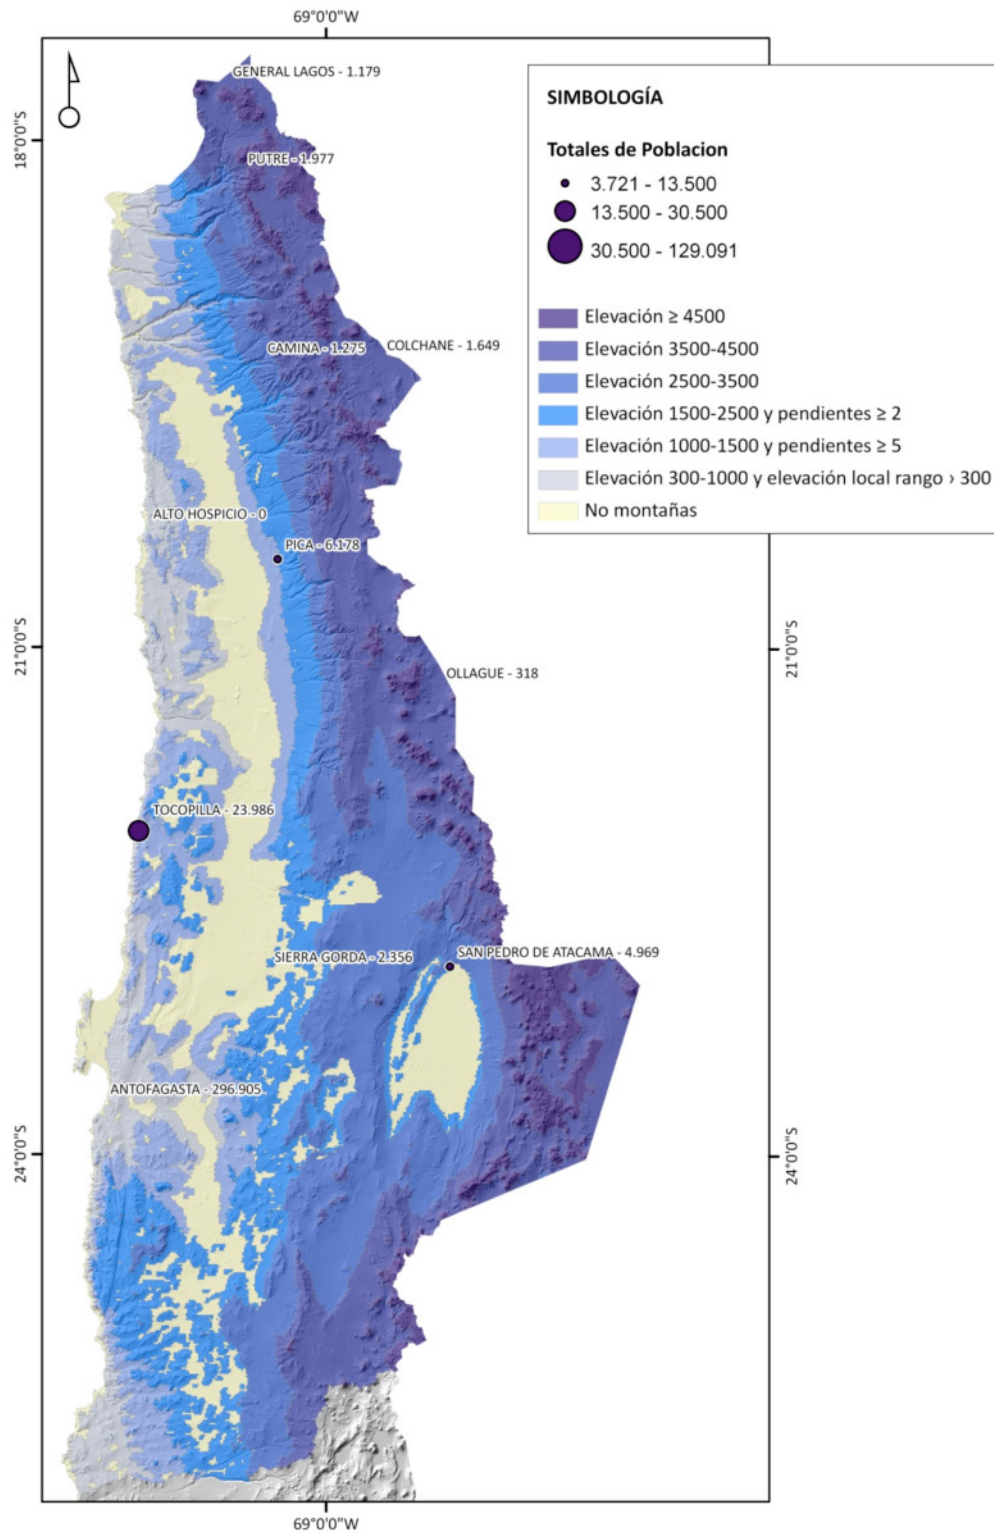 69°0'0"W
18°0'0"S
GENERAL LAGOS - 1.179
PUTRE - 1.977
SIMBOLOGÍA
Totales de Poblacion
3.721 - 13.500
13.500 - 30.500
30.500 - 129.091
Elevación ≥ 4500
Elevación 3500-4500
Elevación 2500-3500
Elevación 1500-2500 y pendientes ≥ 2
Elevación 1000-1500 y pendientes ≥ 5
Elevación 300-1000 y elevación local rango › 300
No montañas
CAMINA - 1.275
COLCHANE - 1.649
ALTO HOSPICIO - 0
PICA - 6.178
21°0'0"S
21°0'0"S
OLLAGUE - 318
TOCOPILLA - 23.986
SIERRA GORDA - 2.356
SAN PEDRO DE ATACAMA - 4.969
ANTOFAGASTA - 296.905
24°0'0"S
24°0'0"S
69°0'0"W